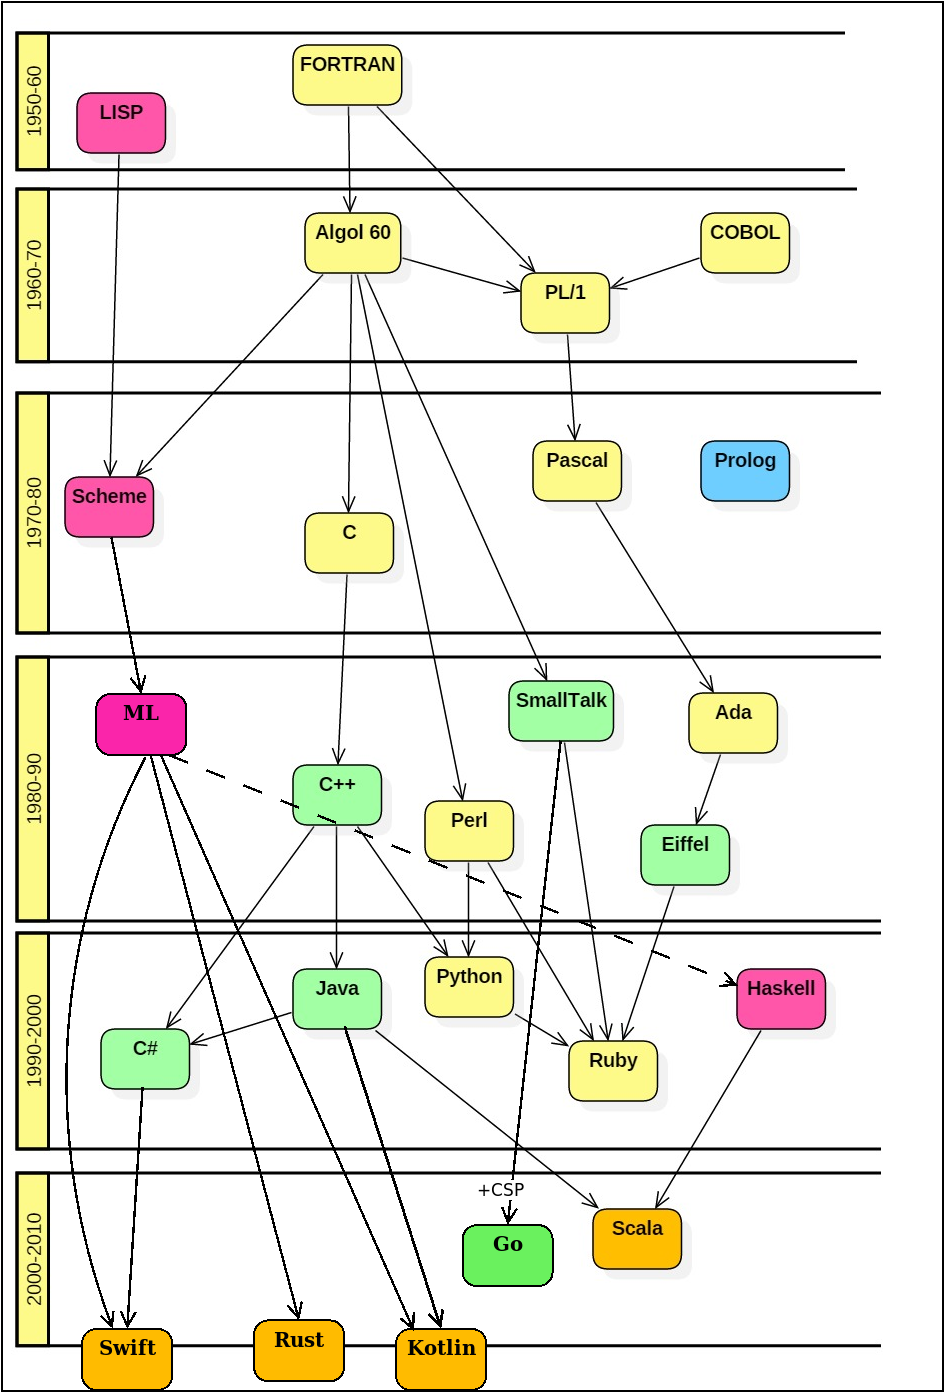 1950-60
FORTRAN
LISP
1960-70
Algol 60
COBOL
PL/1
1970-80
Pascal
Prolog
Scheme
C
1980-90
SmallTalk
ML
Ada
C++
Perl
Eiffel
1990-2000
Python
Java
Haskell
C#
Ruby
2000-2010
+CSP
Scala
Go
Rust
Swift
Kotlin